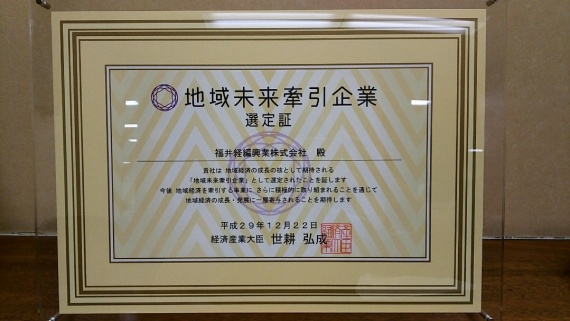 地域未来牽引企業
選定証
福井経編興業株式会社 殿
貴社は 地域経済の成長の核として期待される
「地域未来牽引企業」として選定されたことを証します
今後 地域経済を牽引する事業に さらに積極的に取り組まれることを通じて
地域経済の成長・発展に一層寄与されることを期待します
平成29年12月22日
経済産業大臣 世耕 弘成